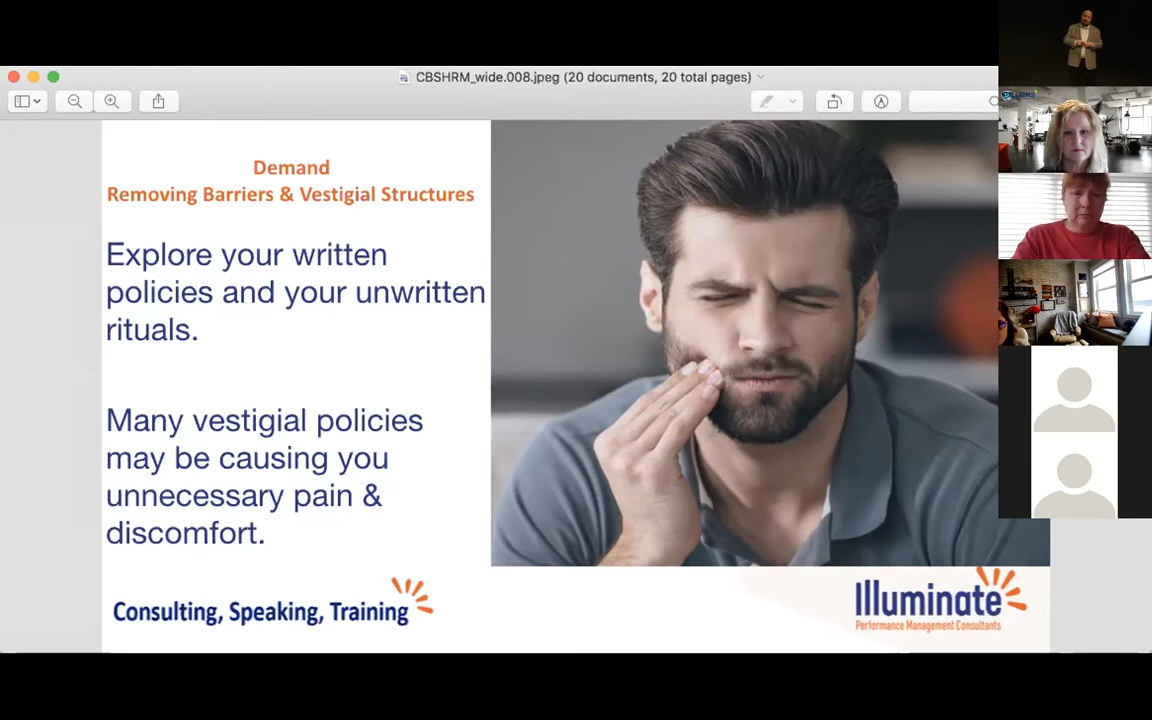 CBSHRM_wide.008.jpeg (20 documents, 20 total pages)
Demand
Removing Barriers & Vestigial Structures
Explore your written
policies and your unwritten
rituals.
Many vestigial policies
may be causing you
unnecessary pain &
discomfort.
Consulting, Speaking, Training
Illuminate
Performance Management Consultants